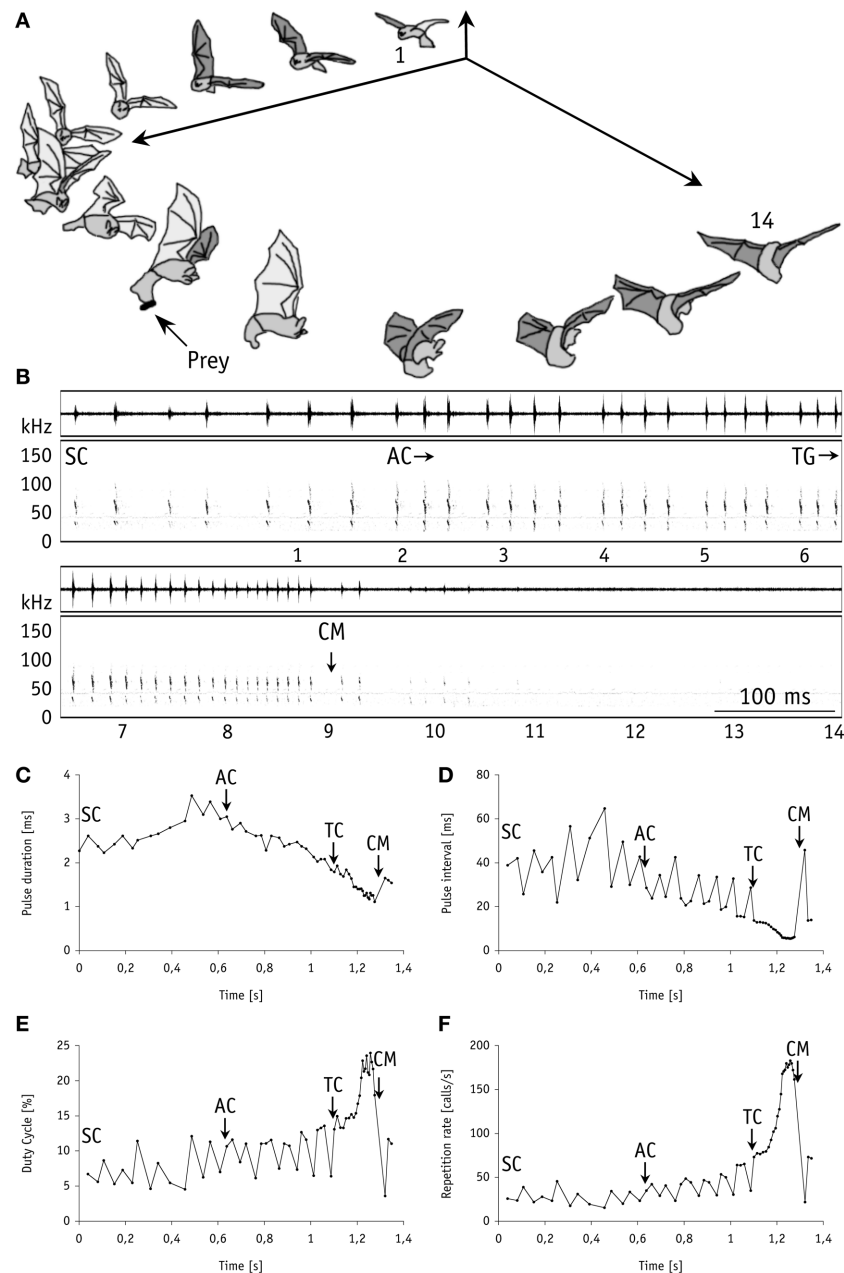 A
1
14
Prey
B
kHz
150
100
50
0
SC
AC→
TG→
1 2 3 4 5 6
kHz
150
100
50
0
CM
100 ms
7 8 9 10 11 12 13 14
C
Pulse duration [ms]
4
3
2
1
0
SC
AC
TC
CM
0 0,2 0,4 0,6 0,8 1 1,2 1,4
Time [s]
D
Pulse interval [ms]
80
60
40
20
0
SC
AC
TC
CM
0 0,2 0,4 0,6 0,8 1 1,2 1,4
Time [s]
E
Duty Cycle [%]
25
20
15
10
5
0
SC
AC
TC
CM
0 0,2 0,4 0,6 0,8 1 1,2 1,4
Time [s]
F
Repetition rate [calls/s]
200
150
100
50
0
SC
AC
TC
CM
0 0,2 0,4 0,6 0,8 1 1,2 1,4
Time [s]